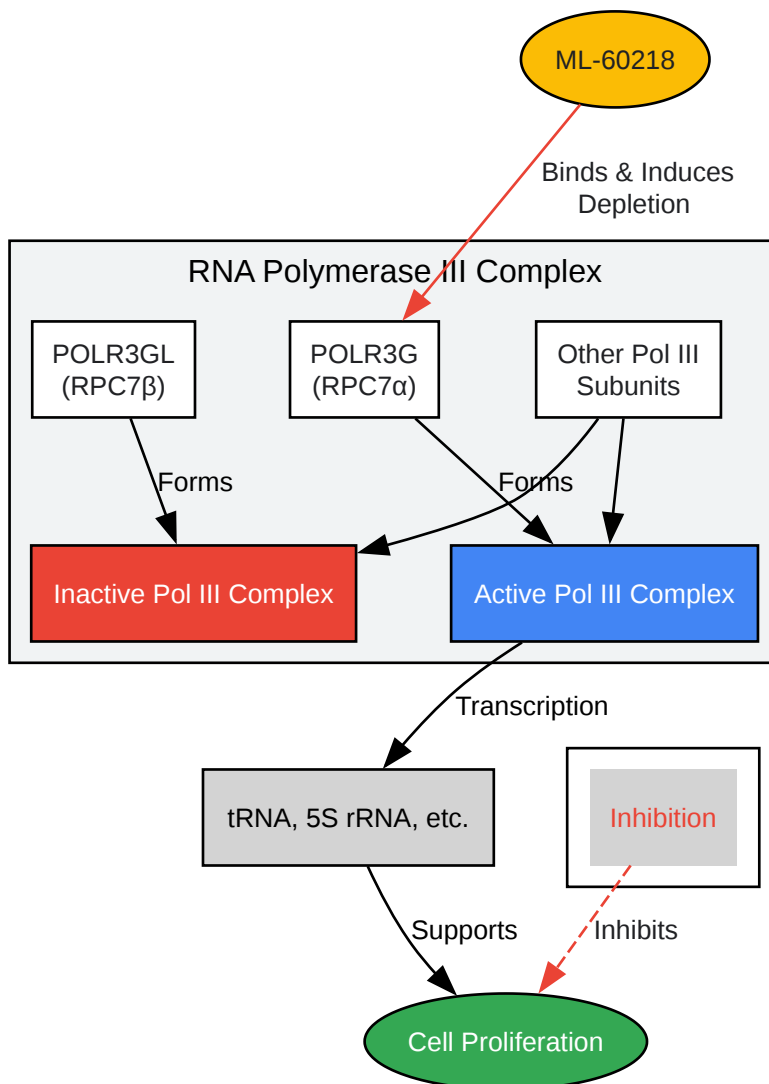 ML-60218
Binds & Induces
Depletion
RNA Polymerase III Complex
POLR3GL
(RPC7β)
POLR3G
(RPC7α)
Other Pol III
Subunits
Forms
Forms
Inactive Pol III Complex
Active Pol III Complex
Transcription
tRNA, 5S rRNA, etc.
Inhibition
Supports
Inhibits
Cell Proliferation